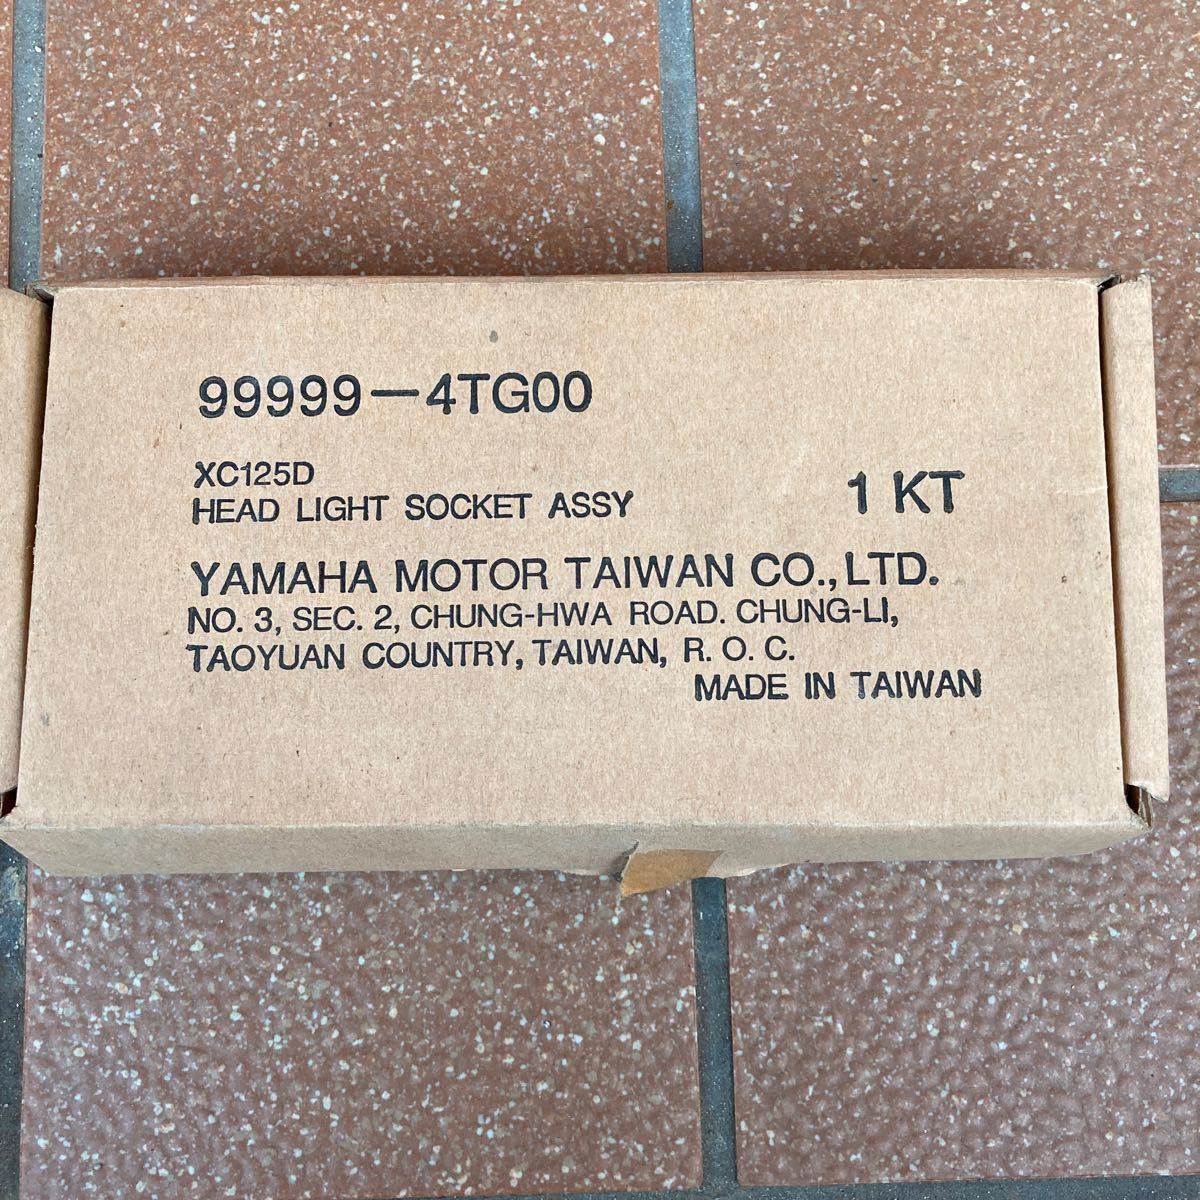 99999-4TG00
XC125D
HEAD LIGHT SOCKET ASSY 1 KT
YAMAHA MOTOR TAIWAN CO., LTD.
NO. 3, SEC. 2, CHUNG-HWA ROAD. CHUNG-LI,
TAOYUAN COUNTRY, TAIWAN, R. O. C.
MADE IN TAIWAN